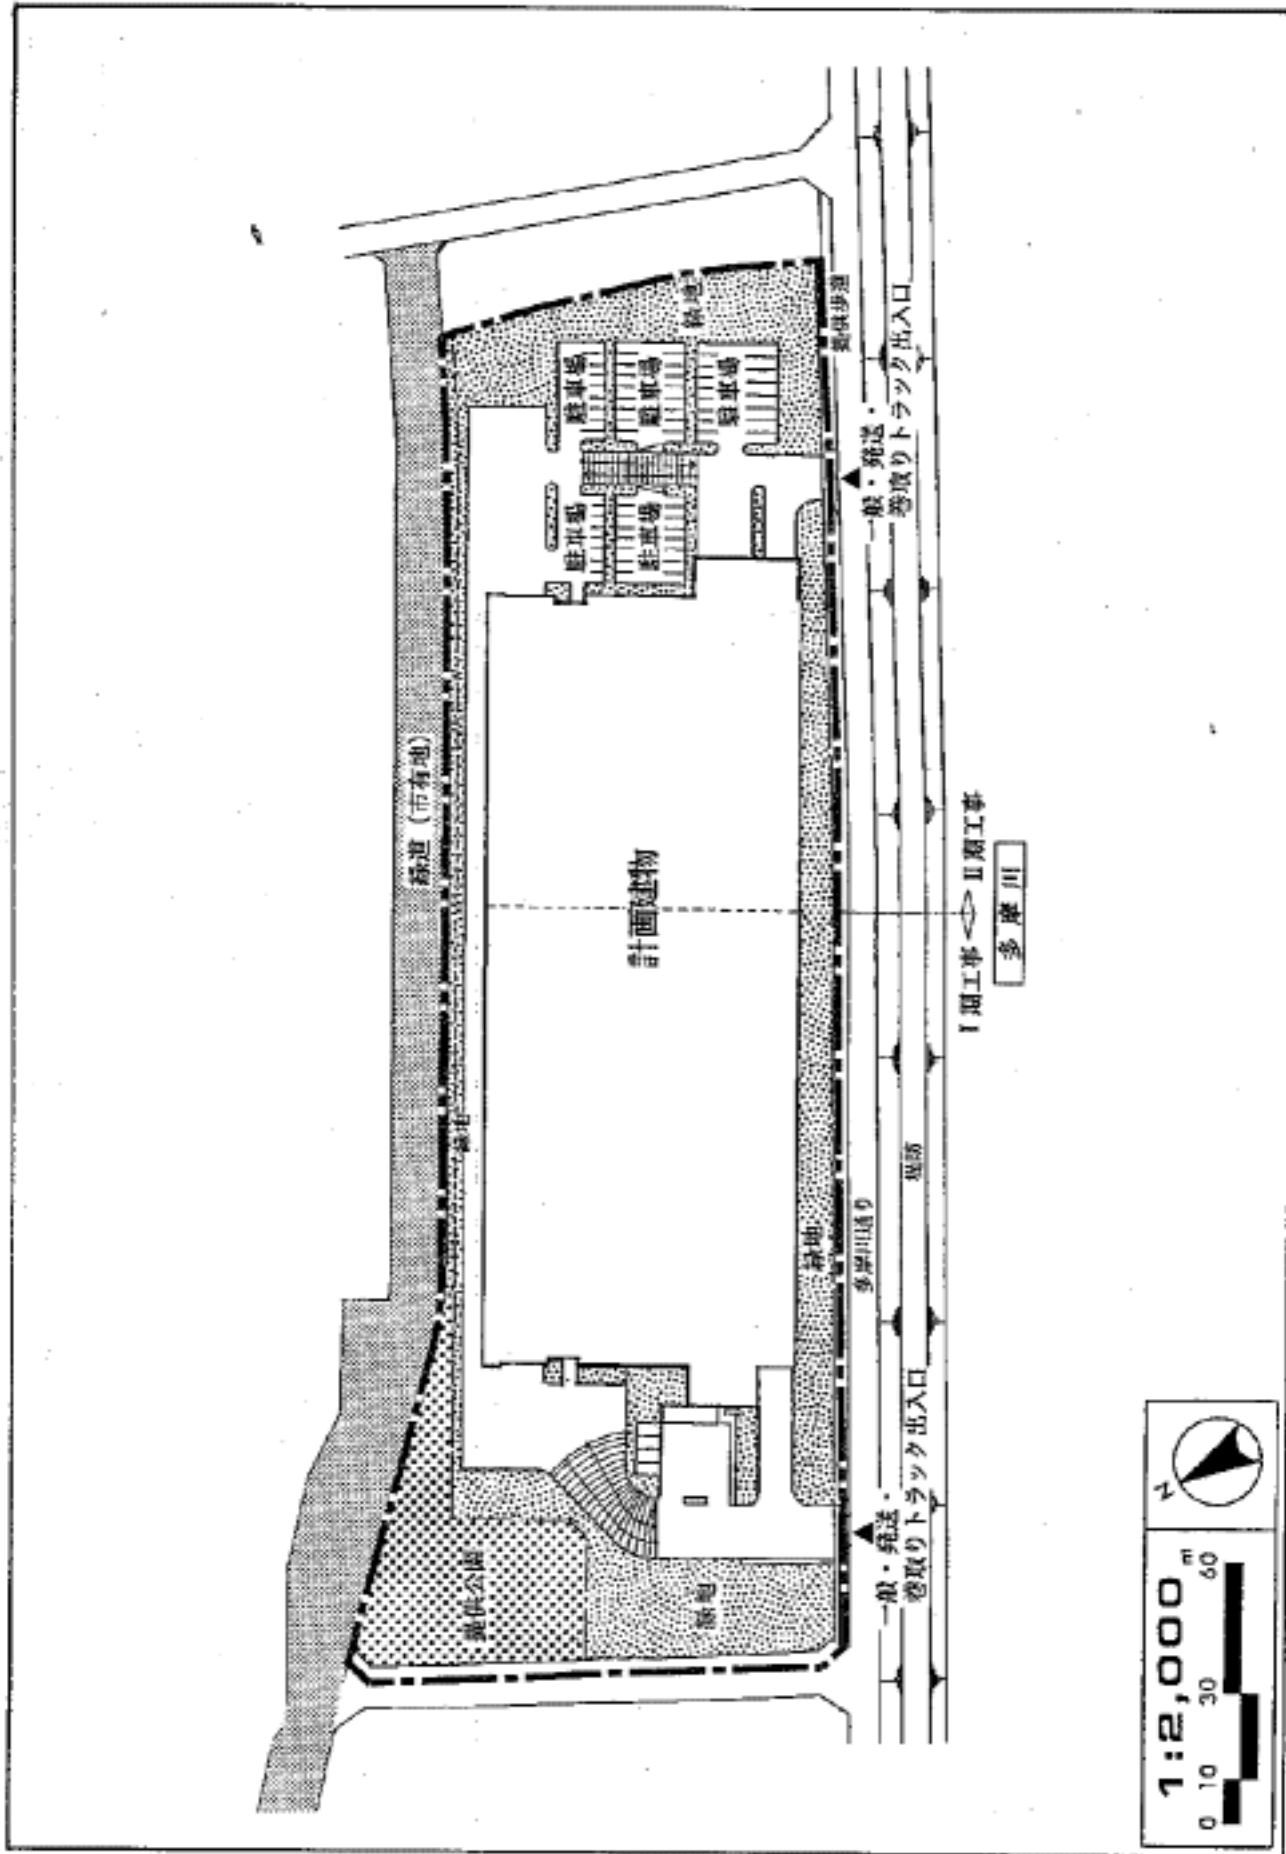 緑道（市有地）
緑地
緑地
駐車場
駐車場
駐車場
駐車場
駐車場
計画建物
緑地
緑地
提供公園
提供歩道
多摩川通り
堤防
一般・発送・
巻取りトラック出入口
一般・発送・
巻取りトラック出入口
I期工事 <> II期工事
多摩川
N
1:2,000
0 10 30 60 m